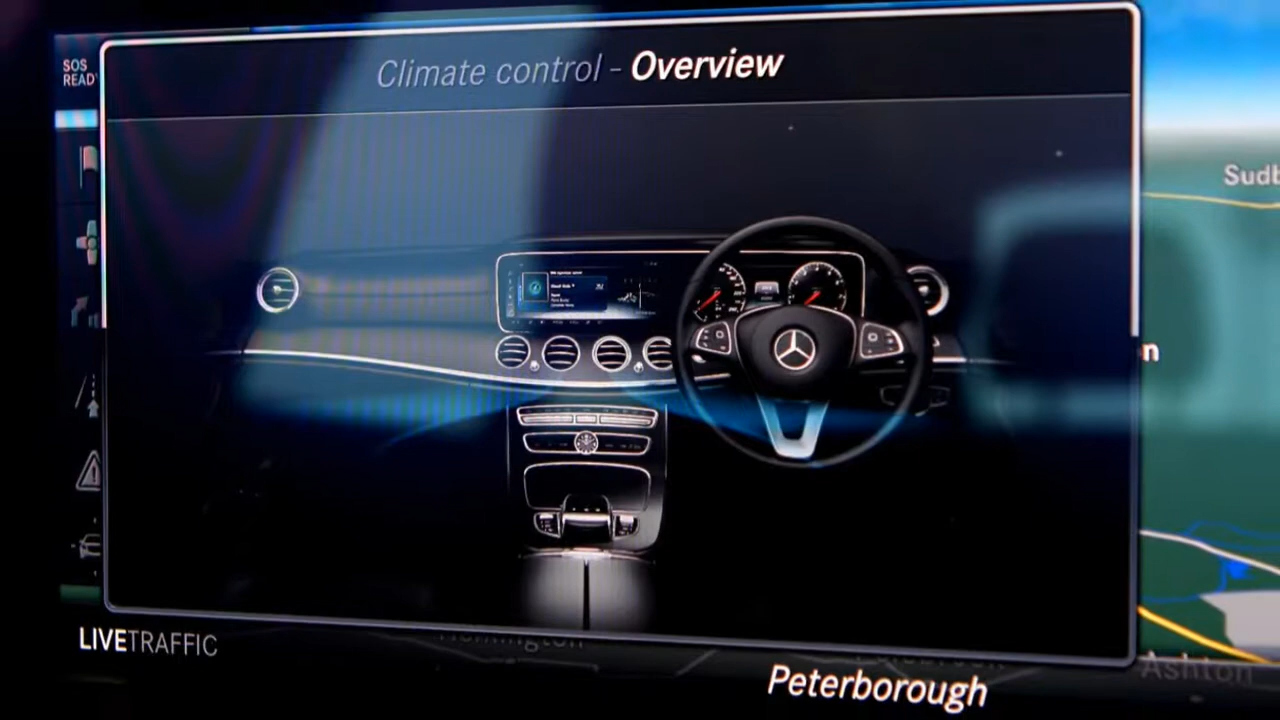 SOS
READY
Climate control - Overview
Sudb
n
LIVETRAFFIC
Ashton
Peterborough